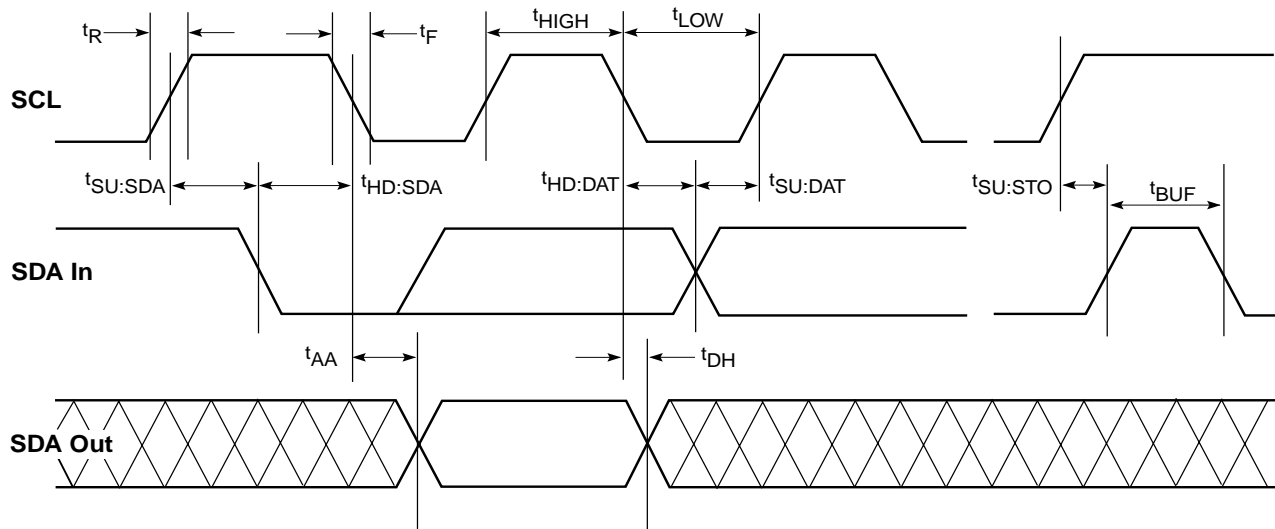 tR
tF
tHIGH
tLOW
SCL
tSU:SDA
tHD:SDA
tHD:DAT
tSU:DAT
tSU:STO
tBUF
SDA In
tAA
tDH
SDA Out